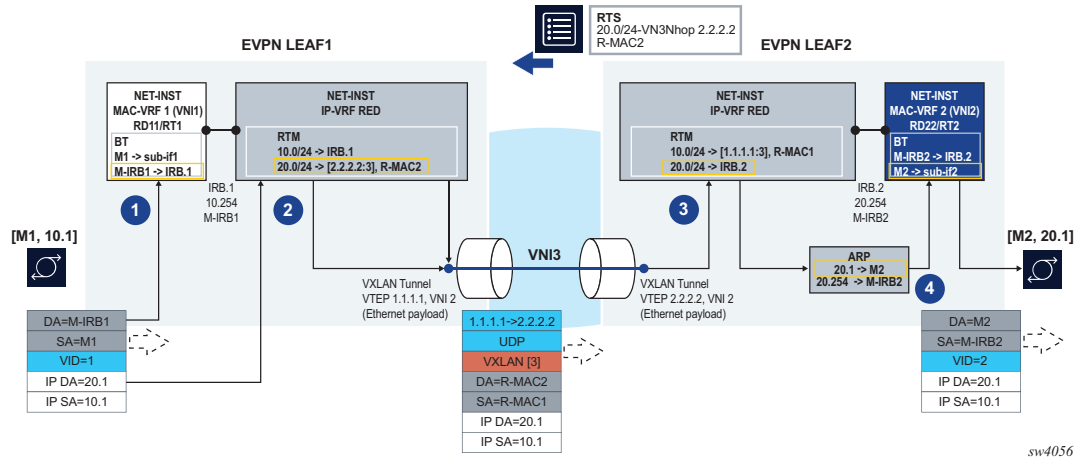 RTS
20.0/24-VN3Nhop 2.2.2.2
R-MAC2
EVPN LEAF1
EVPN LEAF2
NET-INST
MAC-VRF 1 (VNI1)
RD11/RT1
BT
M1 -> sub-if1
M-IRB1 -> IRB.1
NET-INST
IP-VRF RED
RTM
10.0/24 -> IRB.1
20.0/24 -> [2.2.2.2:3], R-MAC2
NET-INST
IP-VRF RED
RTM
10.0/24 -> [1.1.1.1:3], R-MAC1
20.0/24 -> IRB.2
NET-INST
MAC-VRF 2 (VNI2)
RD22/RT2
BT
M-IRB2 -> IRB.2
M2 -> sub-if2
1
IRB.1
10.254
M-IRB1
2
3
IRB.2
20.254
M-IRB2
[M1, 10.1]
[M2, 20.1]
VNI3
ARP
20.1 -> M2
20.254 -> M-IRB2
4
VXLAN Tunnel
VTEP 1.1.1.1, VNI 2
(Ethernet payload)
VXLAN Tunnel
VTEP 2.2.2.2, VNI 2
(Ethernet payload)
DA=M-IRB1
SA=M1
VID=1
IP DA=20.1
IP SA=10.1
1.1.1.1->2.2.2.2
UDP
VXLAN [3]
DA=R-MAC2
SA=R-MAC1
IP DA=20.1
IP SA=10.1
DA=M2
SA=M-IRB2
VID=2
IP DA=20.1
IP SA=10.1
sw4056